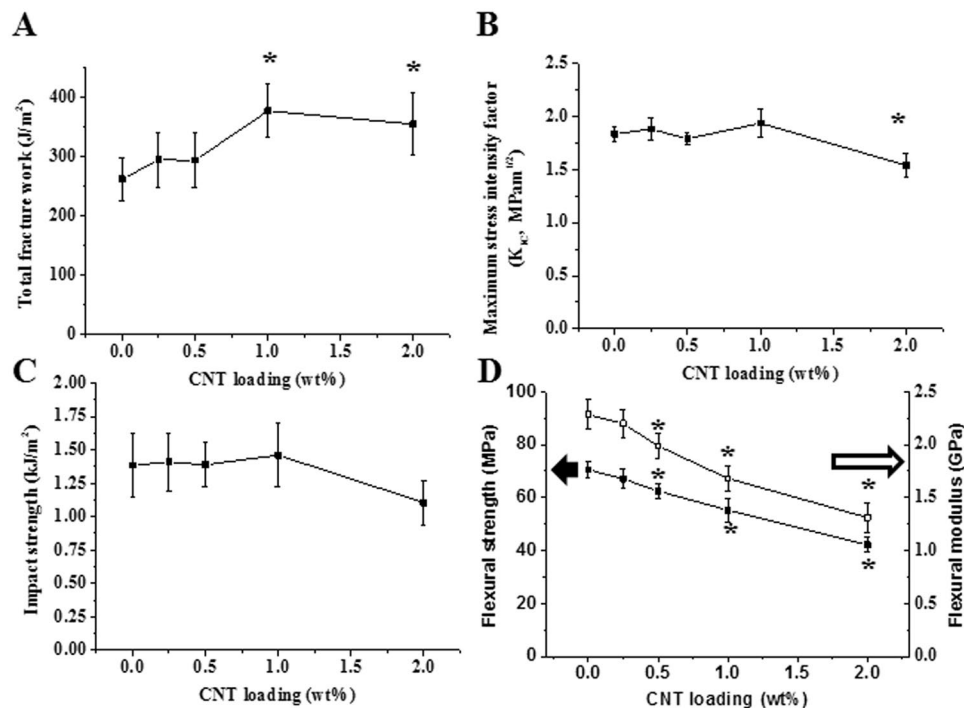 A
*
*
400
300
200
100
0
Total fracture work (J/m²)
0.0 0.5 1.0 1.5 2.0
CNT loading (wt%)
B
2.5
2.0
1.5
1.0
0.5
0.0
*
Maximum stress intensity factor
(K_IC, MPam^1/2)
0.0 0.5 1.0 1.5 2.0
CNT loading (wt%)
C
2.00
1.75
1.50
1.25
1.00
0.75
0.50
0.25
0.00
Impact strength (kJ/m²)
0.0 0.5 1.0 1.5 2.0
CNT loading (wt%)
D
100
80
60
40
20
0
Flexural strength (MPa)
* * *
* * *
2.5
2.0
1.5
1.0
0.5
0.0
Flexural modulus (GPa)
0.0 0.5 1.0 1.5 2.0
CNT loading (wt%)